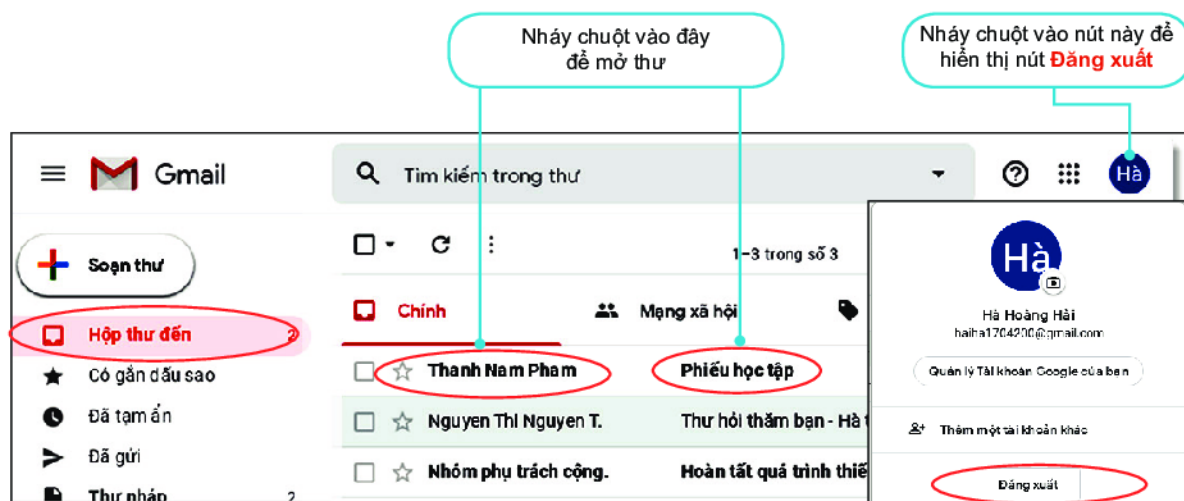 Nháy chuột vào đây
để mở thư
Nháy chuột vào nút này để
hiển thị nút Đăng xuất
Gmail
Tìm kiếm trong thư
Hà
Soạn thư
1–3 trong số 3
Hộp thư đến 2
Có gắn dấu sao
Đã tạm ẩn
Đã gửi
Thư nháp 2
Chính
Mạng xã hội
Thanh Nam Pham Phiếu học tập
Nguyen Thi Nguyen T. Thư hỏi thăm bạn - Hà t
Nhóm phụ trách cộng. Hoàn tất quá trình thiế
Hà
Hà Hoàng Hải
haiha1704200@gmail.com
Quản lý Tài khoản Google của bạn
Thêm một tài khoản khác
Đăng xuất